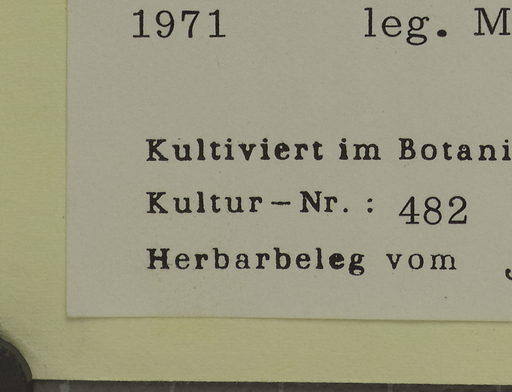 1971 leg. M
Kultiviert im Botani
Kultur-Nr.: 482
Herbarbeleg vom